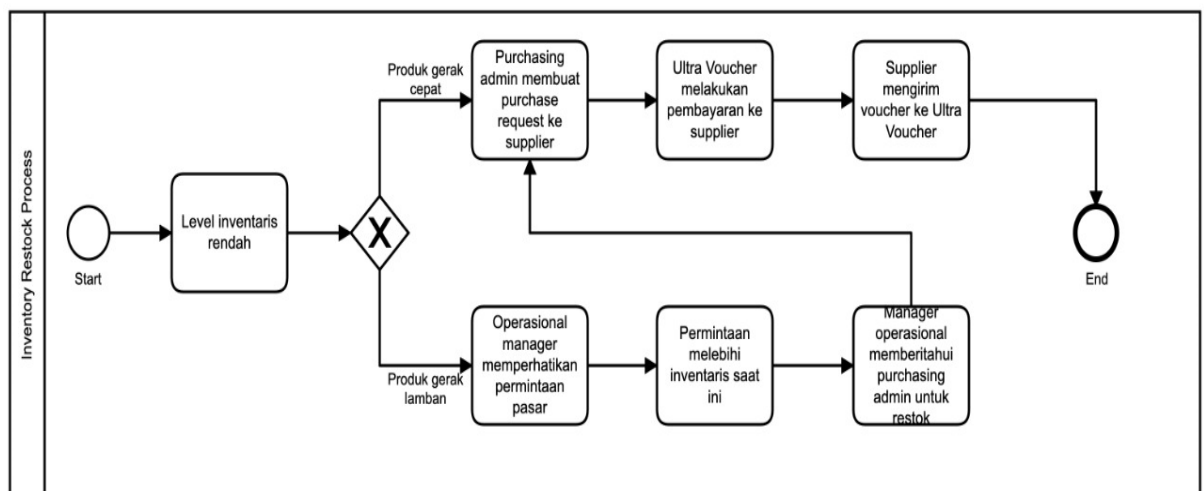 Inventory Restock Process
Start
Level inventaris
rendah
X
Produk gerak
cepat
Purchasing
admin membuat
purchase
request ke
supplier
Ultra Voucher
melakukan
pembayaran ke
supplier
Supplier
mengirim
voucher ke Ultra
Voucher
End
Produk gerak
lamban
Operasional
manager
memperhatikan
permintaan
pasar
Permintaan
melebihi
inventaris saat
ini
Manager
operasional
memberitahui
purchasing
admin untuk
restok